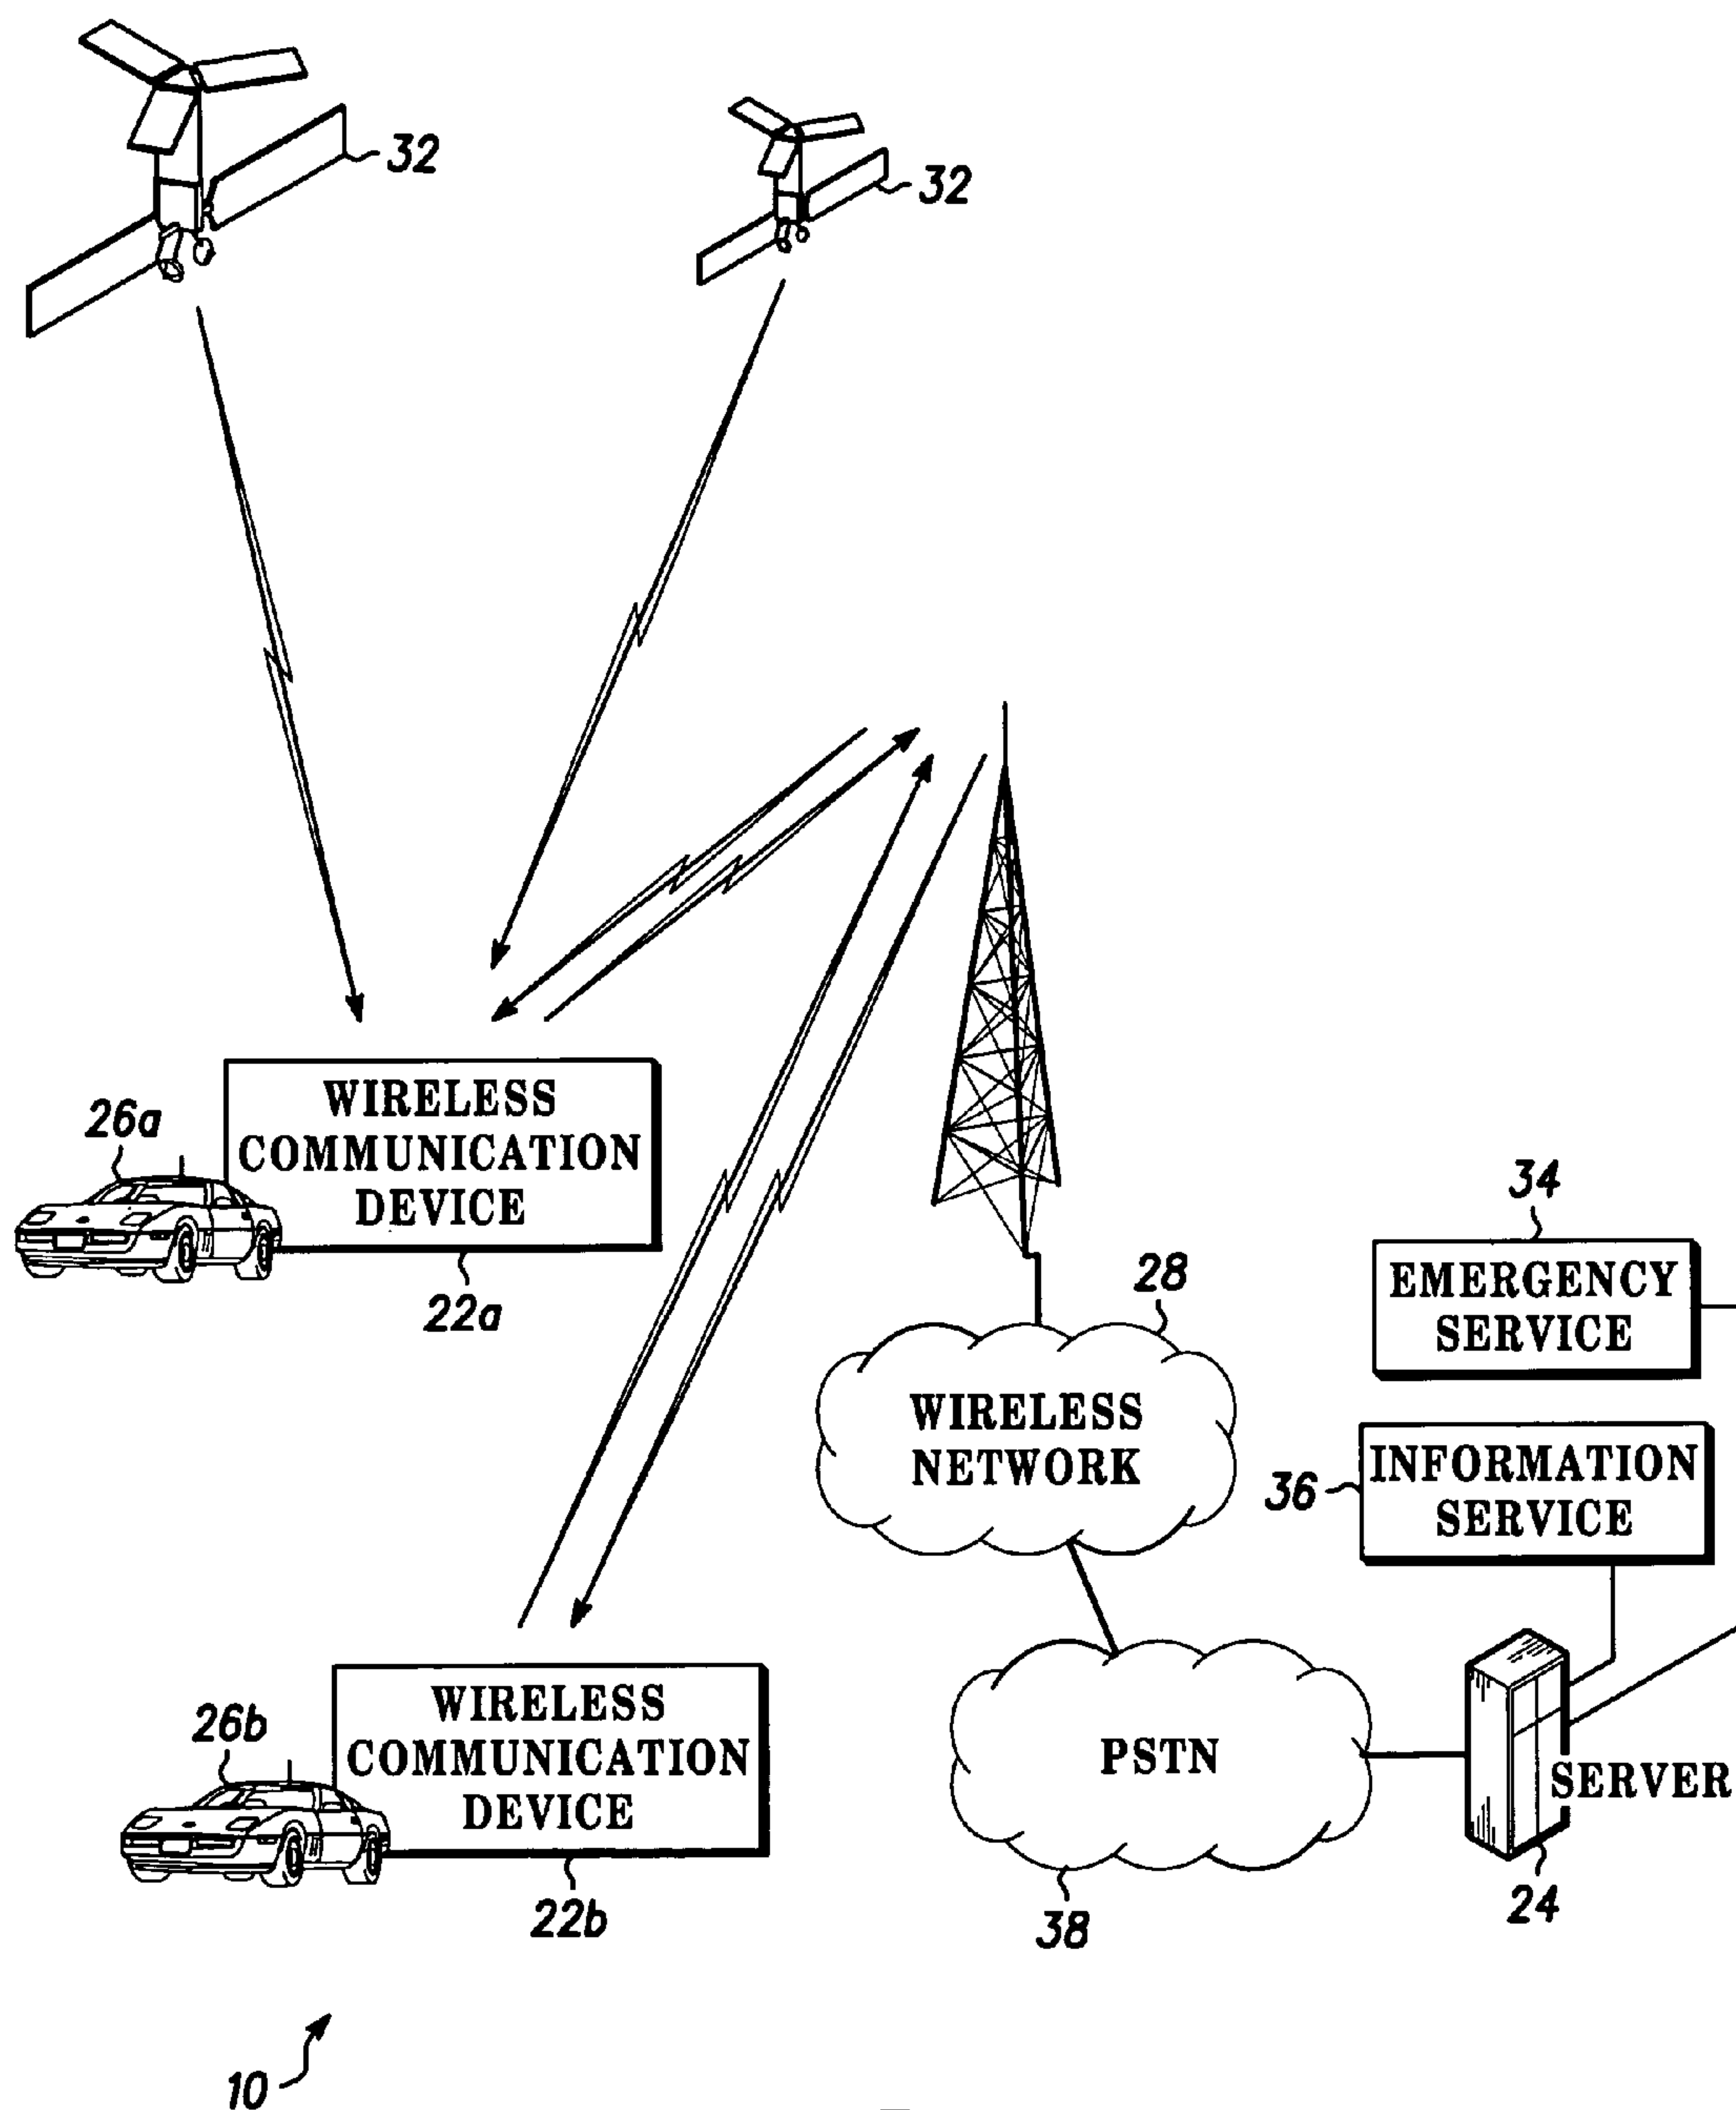 32
32
26a
WIRELESS
COMMUNICATION
DEVICE
22a
34
EMERGENCY
SERVICE
28
WIRELESS
NETWORK
36
INFORMATION
SERVICE
26b
WIRELESS
COMMUNICATION
DEVICE
22b
PSTN
38
SERVER
24
10